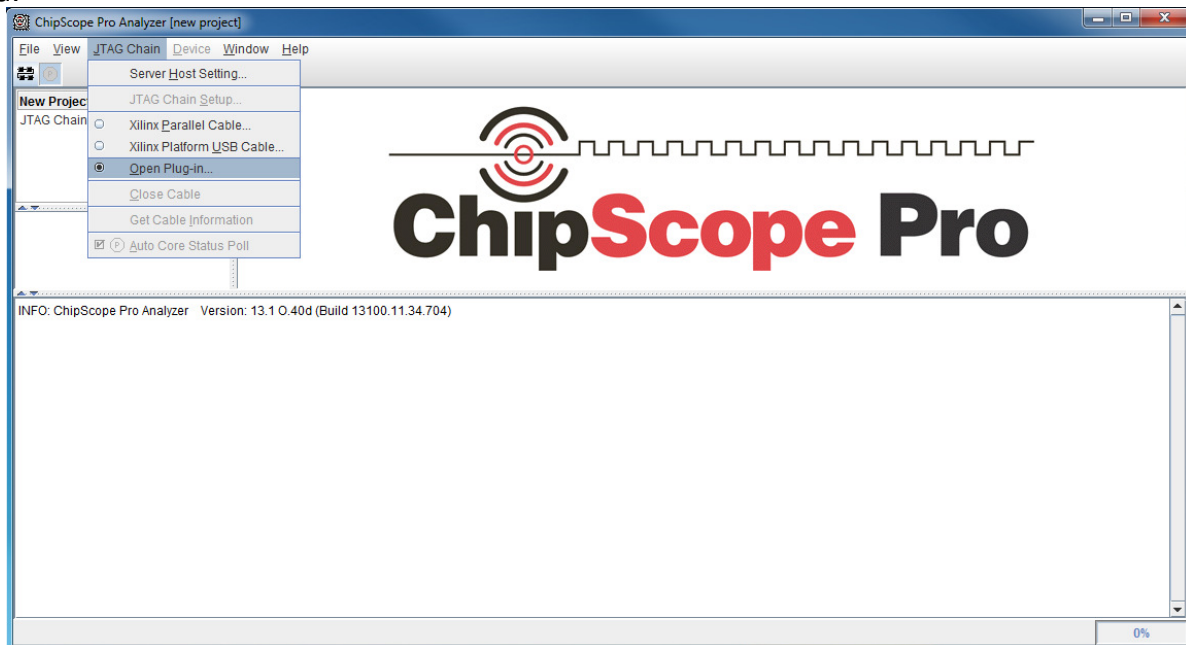 ChipScope Pro Analyzer [new project]
File View JTAG Chain Device Window Help
Server Host Setting...
New Projec
JTAG Chain Setup...
JTAG Chain
Xilinx Parallel Cable...
Xilinx Platform USB Cable...
Open Plug-in...
Close Cable
Get Cable Information
P Auto Core Status Poll
ChipScope Pro
INFO: ChipScope Pro Analyzer Version: 13.1 O.40d (Build 13100.11.34.704)
0%